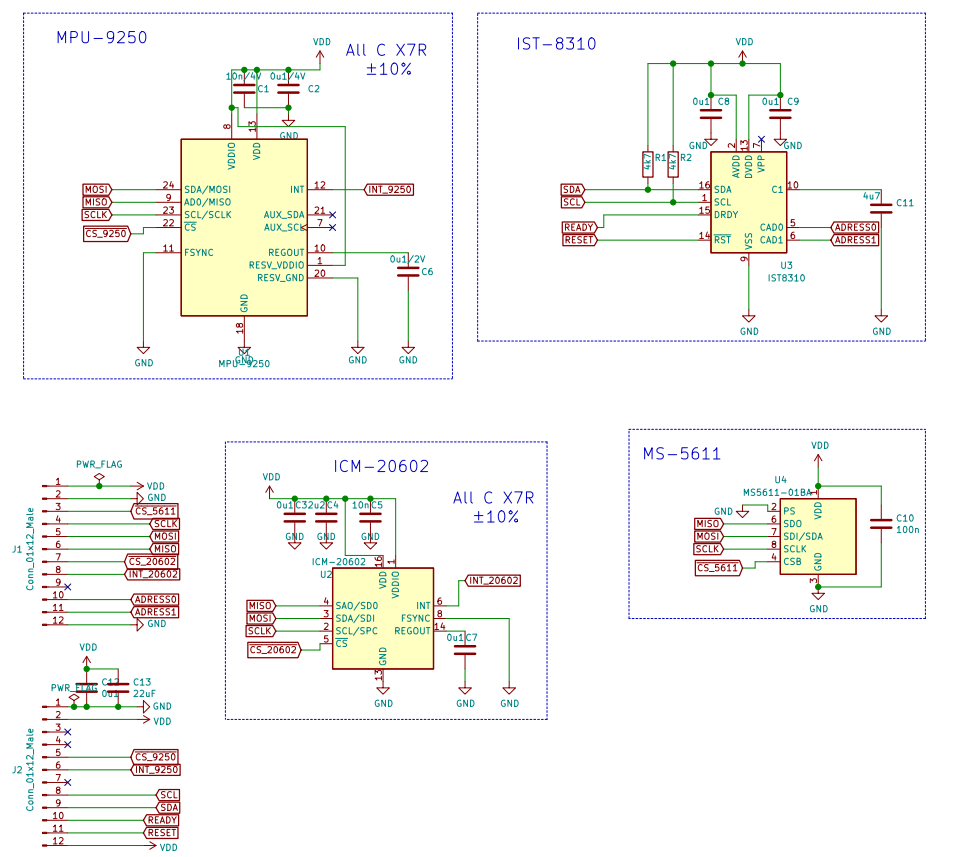 MPU-9250
All C X7R
±10%
VDD
10n/4V
C1
0u1/4V
C2
GND
8
13
VDDIO
VDD
MOSI
24
SDA/MOSI
INT
12
INT_9250
MISO
9
AD0/MISO
SCLK
23
SCL/SCLK
AUX_SDA
21
CS_9250
22
CS
AUX_SCL
7
11
FSYNC
REGOUT
10
0u1/2V
C6
RESV_VDDIO
1
RESV_GND
20
GND
18
GND
GND
MPU-9250
GND
GND
IST-8310
VDD
0u1
C8
0u1
C9
GND
GND
4k7
R1
4k7
R2
2
13
7
AVDD
DVDD
VPP
SDA
16
SDA
C1
10
4u7
C11
SCL
1
SCL
READY
15
DRDY
CAD0
5
ADRESS0
RESET
14
RST
CAD1
6
ADRESS1
VSS
9
U3
IST8310
GND
GND
PWR_FLAG
1
VDD
2
GND
3
CS_5611
4
SCLK
5
MOSI
6
MISO
7
CS_20602
8
INT_20602
9
10
ADRESS0
11
ADRESS1
12
GND
J1
Conn_01x12_Male
VDD
C12
0u1
C13
22uF
PWR_FLAG
1
GND
2
VDD
3
4
5
CS_9250
6
INT_9250
7
8
SCL
9
SDA
10
READY
11
RESET
12
VDD
J2
Conn_01x12_Male
ICM-20602
All C X7R
±10%
VDD
0u1
C3
2u2
C4
10n
C5
GND
GND
GND
ICM-20602
U2
16
1
VDD
VDDIO
MISO
4
SAO/SD0
INT
6
INT_20602
MOSI
3
SDA/SDI
FSYNC
8
SCLK
2
SCL/SPC
REGOUT
14
0u1
C7
CS_20602
5
CS
GND
13
GND
GND
GND
MS-5611
VDD
U4
MS5611-01BA
1
VDD
GND
2
PS
MISO
6
SDO
MOSI
7
SDI/SDA
SCLK
8
SCLK
CS_5611
4
CSB
GND
3
C10
100n
GND